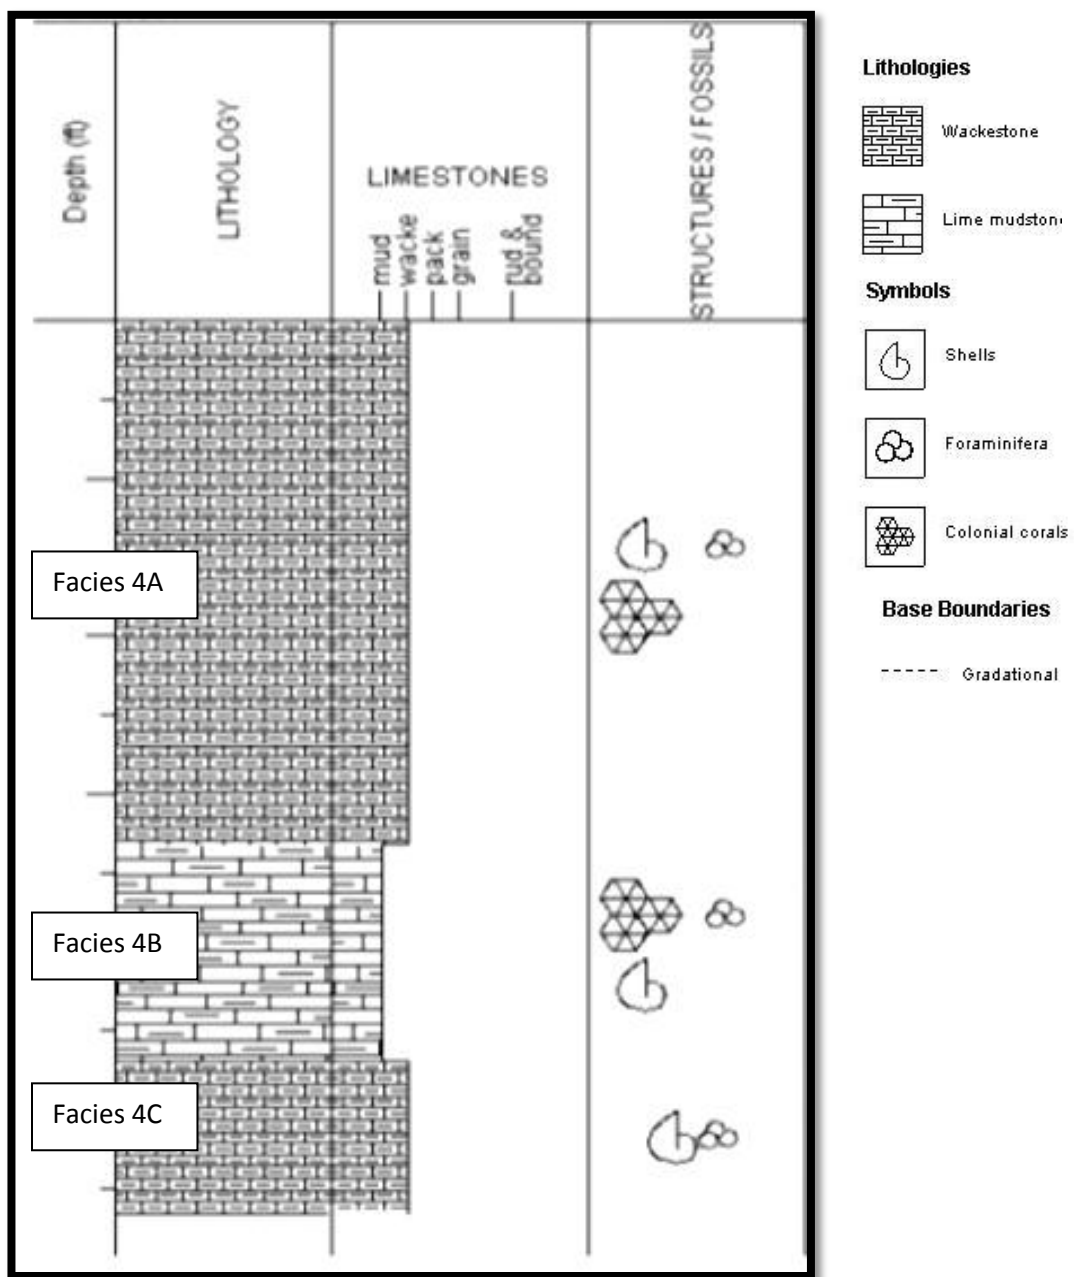 Depth (ft)
LITHOLOGY
LIMESTONES
mud
wacke
pack
grain
rud &
bound
STRUCTURES / FOSSILS
Facies 4A
Facies 4B
Facies 4C
Lithologies
Wackestone
Lime mudston
Symbols
Shells
Foraminifera
Colonial corals
Base Boundaries
Gradational